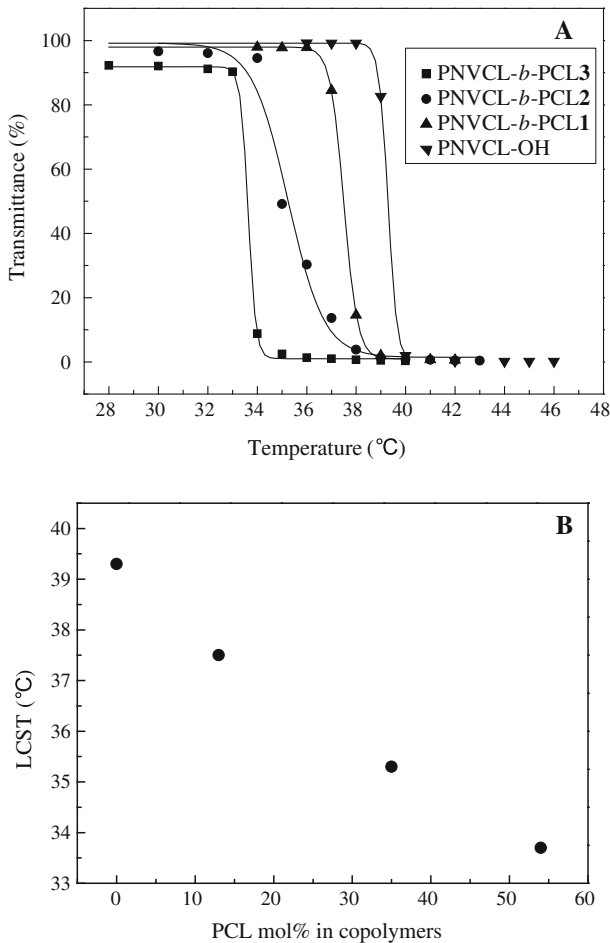 A
PNVCL-b-PCL3
PNVCL-b-PCL2
PNVCL-b-PCL1
PNVCL-OH
Transmittance (%)
100
80
60
40
20
0
28 30 32 34 36 38 40 42 44 46 48
Temperature (℃)
B
LCST (℃)
40
39
38
37
36
35
34
33
0 10 20 30 40 50 60
PCL mol% in copolymers